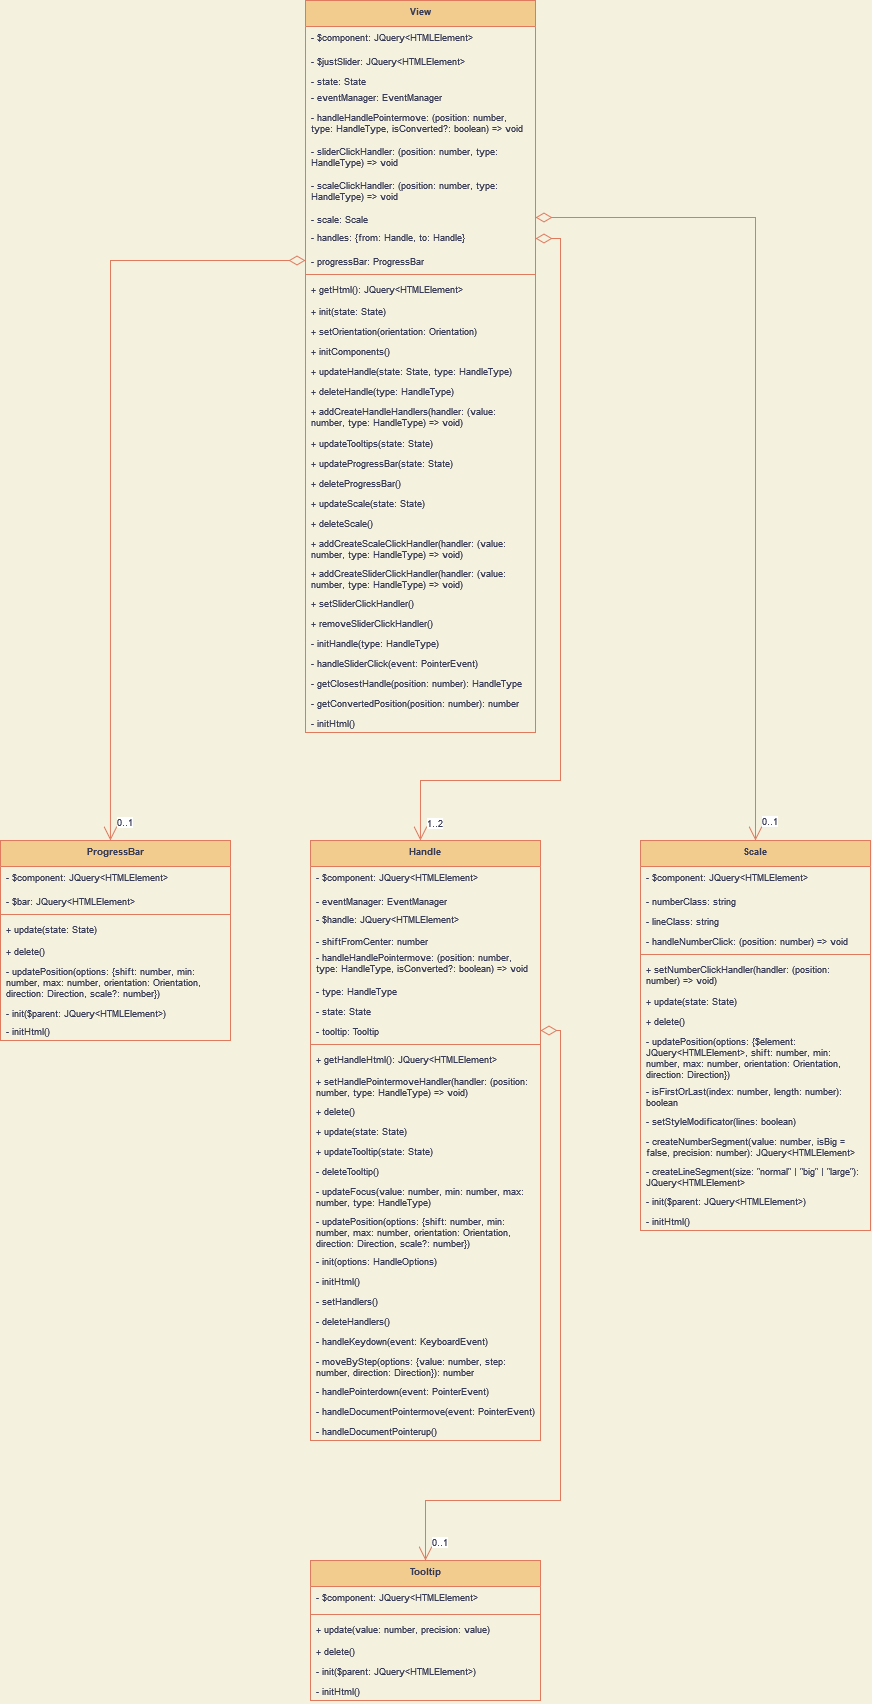 View
- $component: JQuery<HTMLElement>
- $justSlider: JQuery<HTMLElement>
- state: State
- eventManager: EventManager
- handleHandlePointermove: (position: number,
type: HandleType, isConverted?: boolean) => void
- sliderClickHandler: (position: number, type:
HandleType) => void
- scaleClickHandler: (position: number, type:
HandleType) => void
- scale: Scale
- handles: {from: Handle, to: Handle}
- progressBar: ProgressBar
+ getHtml(): JQuery<HTMLElement>
+ init(state: State)
+ setOrientation(orientation: Orientation)
+ initComponents()
+ updateHandle(state: State, type: HandleType)
+ deleteHandle(type: HandleType)
+ addCreateHandleHandlers(handler: (value:
number, type: HandleType) => void)
+ updateTooltips(state: State)
+ updateProgressBar(state: State)
+ deleteProgressBar()
+ updateScale(state: State)
+ deleteScale()
+ addCreateScaleClickHandler(handler: (value:
number, type: HandleType) => void)
+ addCreateSliderClickHandler(handler: (value:
number, type: HandleType) => void)
+ setSliderClickHandler()
+ removeSliderClickHandler()
- initHandle(type: HandleType)
- handleSliderClick(event: PointerEvent)
- getClosestHandle(position: number): HandleType
- getConvertedPosition(position: number): number
- initHtml()
0..1
1..2
0..1
ProgressBar
- $component: JQuery<HTMLElement>
- $bar: JQuery<HTMLElement>
+ update(state: State)
+ delete()
- updatePosition(options: {shift: number, min:
number, max: number, orientation: Orientation,
direction: Direction, scale?: number})
- init($parent: JQuery<HTMLElement>)
- initHtml()
Handle
- $component: JQuery<HTMLElement>
- eventManager: EventManager
- $handle: JQuery<HTMLElement>
- shiftFromCenter: number
- handleHandlePointermove: (position: number,
type: HandleType, isConverted?: boolean) => void
- type: HandleType
- state: State
- tooltip: Tooltip
+ getHandleHtml(): JQuery<HTMLElement>
+ setHandlePointermoveHandler(handler: (position:
number, type: HandleType) => void)
+ delete()
+ update(state: State)
+ updateTooltip(state: State)
- deleteTooltip()
- updateFocus(value: number, min: number, max:
number, type: HandleType)
- updatePosition(options: {shift: number, min:
number, max: number, orientation: Orientation,
direction: Direction, scale?: number})
- init(options: HandleOptions)
- initHtml()
- setHandlers()
- deleteHandlers()
- handleKeydown(event: KeyboardEvent)
- moveByStep(options: {value: number, step:
number, direction: Direction}): number
- handlePointerdown(event: PointerEvent)
- handleDocumentPointermove(event: PointerEvent)
- handleDocumentPointerup()
Scale
- $component: JQuery<HTMLElement>
- numberClass: string
- lineClass: string
- handleNumberClick: (position: number) => void
+ setNumberClickHandler(handler: (position:
number) => void)
+ update(state: State)
+ delete()
- updatePosition(options: {$element:
JQuery<HTMLElement>, shift: number, min:
number, max: number, orientation: Orientation,
direction: Direction})
- isFirstOrLast(index: number, length: number):
boolean
- setStyleModificator(lines: boolean)
- createNumberSegment(value: number, isBig =
false, precision: number): JQuery<HTMLElement>
- createLineSegment(size: "normal" | "big" | "large"):
JQuery<HTMLElement>
- init($parent: JQuery<HTMLElement>)
- initHtml()
0..1
Tooltip
- $component: JQuery<HTMLElement>
+ update(value: number, precision: value)
+ delete()
- init($parent: JQuery<HTMLElement>)
- initHtml()